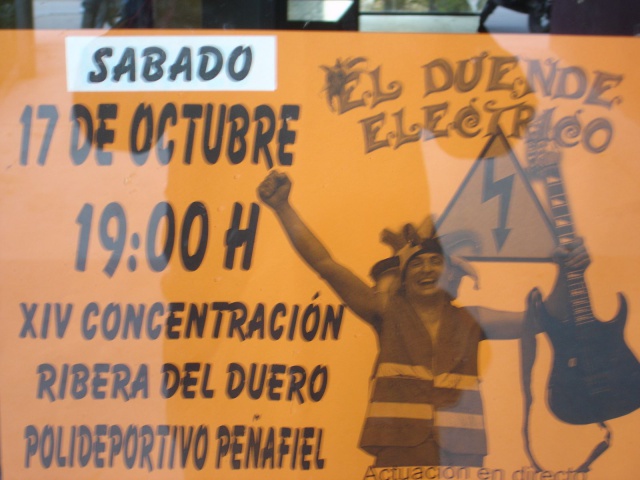 SABADO
17 DE OCTUBRE
19:00 H
XIV CONCENTRACIÓN
RIBERA DEL DUERO
POLIDEPORTIVO PEÑAFIEL
EL DUENDE
ELECTRICO
Actuación en directo